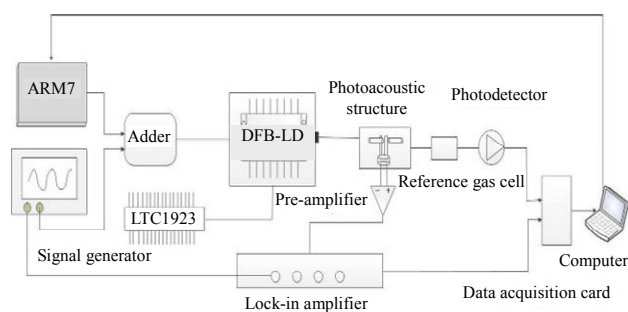 ARM7
Adder
DFB-LD
Photoacoustic
structure
Photodetector
LTC1923
Pre-amplifier
Reference gas cell
Signal generator
Lock-in amplifier
Data acquisition card
Computer